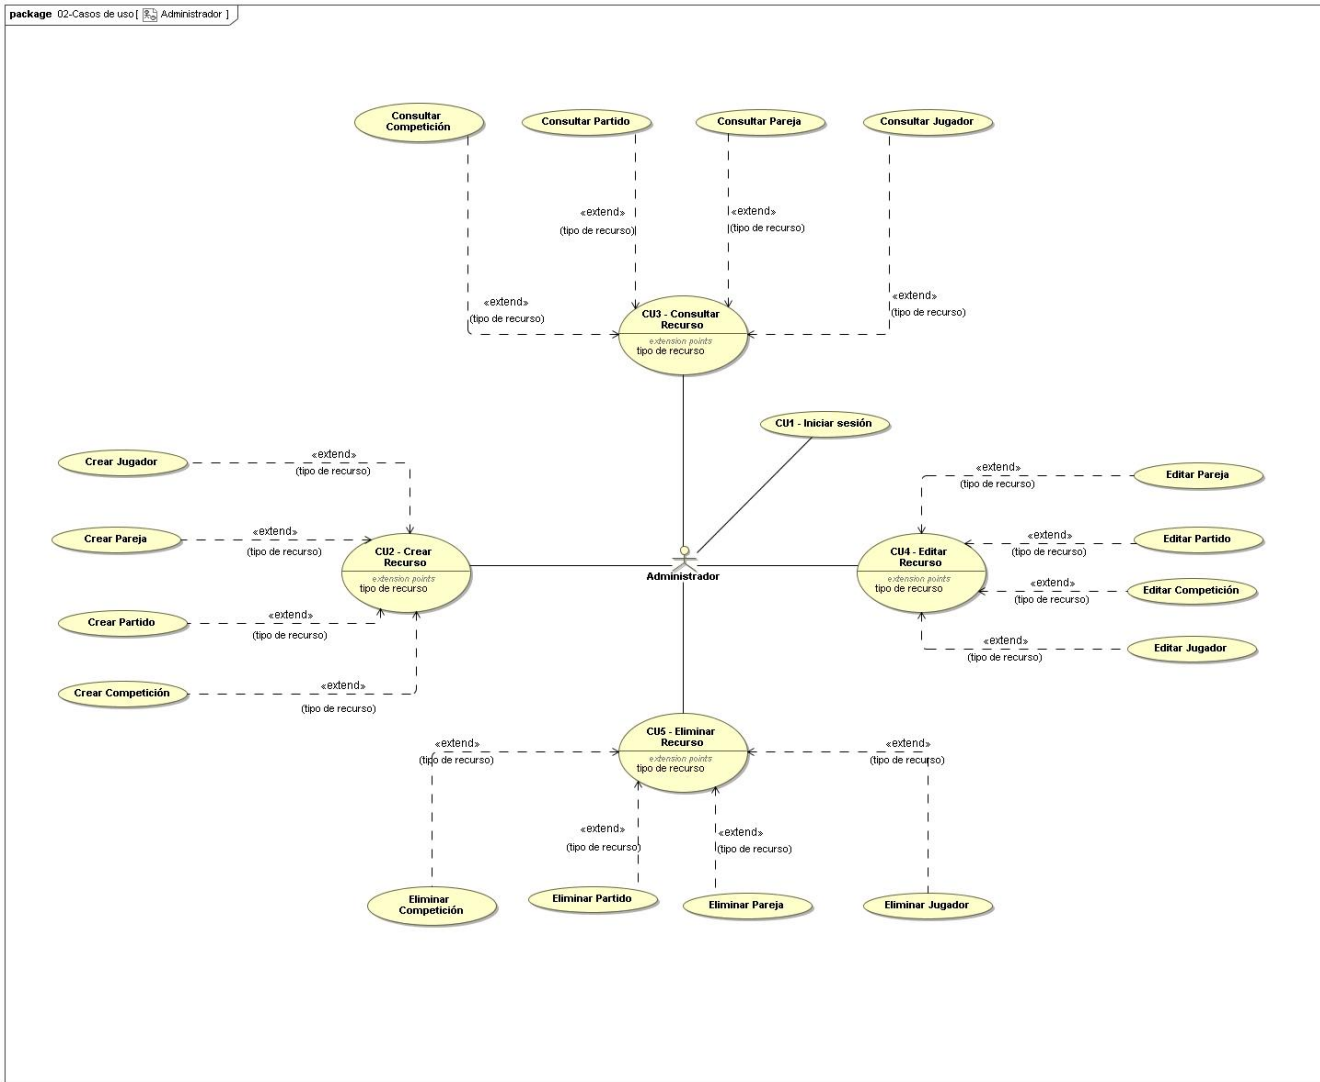 package 02-Casos de uso [ Administrador ]
Consultar
Competición
Consultar Partido
Consultar Pareja
Consultar Jugador
«extend»
(tipo de recurso)
«extend»
(tipo de recurso)
«extend»
(tipo de recurso)
«extend»
(tipo de recurso)
CU3 - Consultar
Recurso
extension points
tipo de recurso
CU1 - Iniciar sesión
Crear Jugador
«extend»
(tipo de recurso)
Crear Pareja
«extend»
(tipo de recurso)
CU2 - Crear
Recurso
extension points
tipo de recurso
Crear Partido
«extend»
(tipo de recurso)
Crear Competición
«extend»
(tipo de recurso)
Administrador
CU4 - Editar
Recurso
extension points
tipo de recurso
«extend»
(tipo de recurso)
Editar Pareja
«extend»
(tipo de recurso)
Editar Partido
«extend»
(tipo de recurso)
Editar Competición
«extend»
(tipo de recurso)
Editar Jugador
CU5 - Eliminar
Recurso
extension points
tipo de recurso
«extend»
(tipo de recurso)
«extend»
(tipo de recurso)
«extend»
(tipo de recurso)
«extend»
(tipo de recurso)
Eliminar
Competición
Eliminar Partido
Eliminar Pareja
Eliminar Jugador